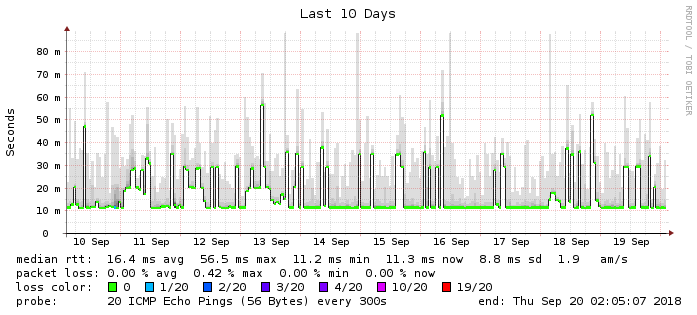 Last 10 Days
RRDTOOL / TOBI OETIKER
Seconds
80 m
70 m
60 m
50 m
40 m
30 m
20 m
10 m
0
10 Sep 11 Sep 12 Sep 13 Sep 14 Sep 15 Sep 16 Sep 17 Sep 18 Sep 19 Sep
median rtt: 16.4 ms avg 56.5 ms max 11.2 ms min 11.3 ms now 8.8 ms sd 1.9 am/s
packet loss: 0.00 % avg 0.42 % max 0.00 % min 0.00 % now
loss color: 0 1/20 2/20 3/20 4/20 10/20 19/20
probe: 20 ICMP Echo Pings (56 Bytes) every 300s end: Thu Sep 20 02:05:07 2018